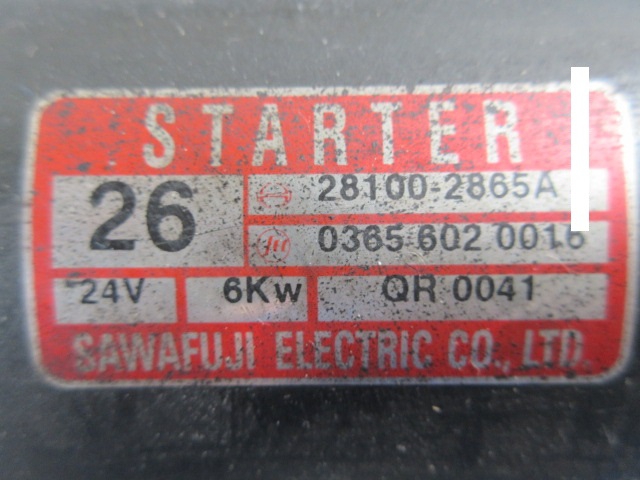 STARTER
26
28100-2865A
0365 602 0016
24V 6Kw QR 0041
SAWAFUJI ELECTRIC CO., LTD.